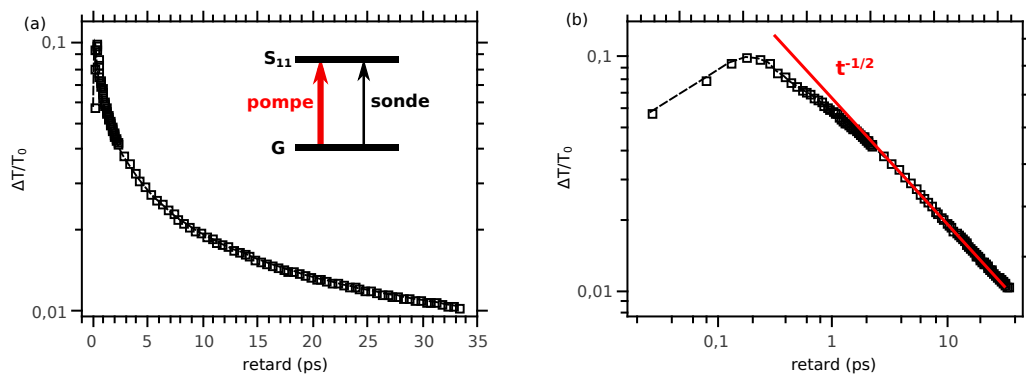 (a)
0,1
0,01
ΔT/T0
S11
pompe
sonde
G
0 5 10 15 20 25 30 35
retard (ps)
(b)
0,1
0,01
ΔT/T0
t-1/2
0,1 1 10
retard (ps)